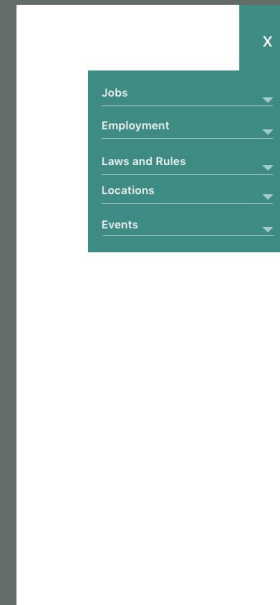 X
Jobs
Employment
Laws and Rules
Locations
Events